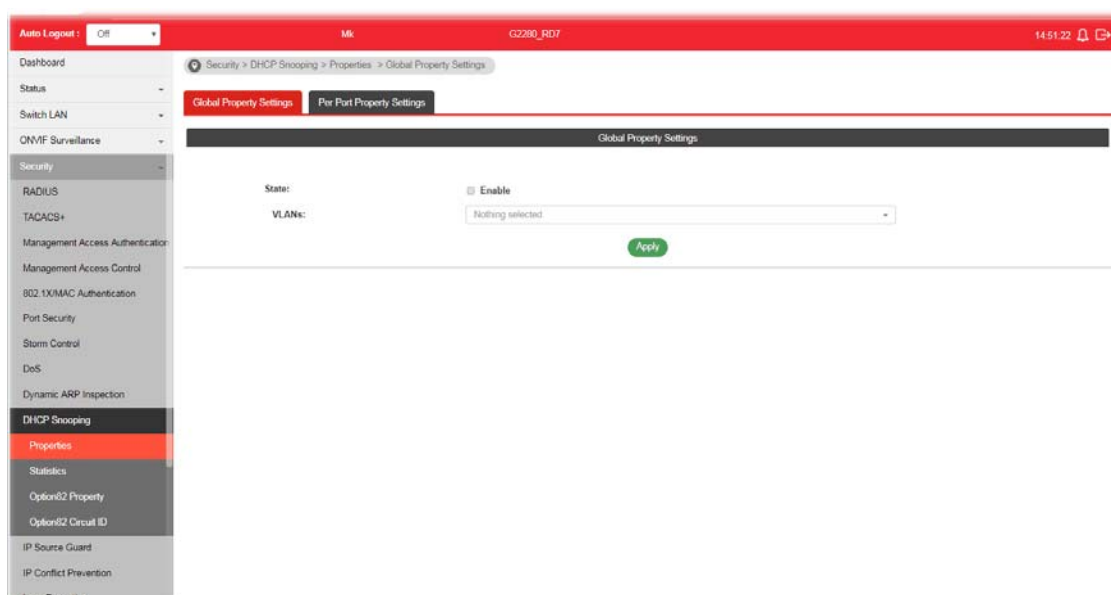 Auto Logout : Off Mk G2280_RD7 14:51:22
Dashboard
Security > DHCP Snooping > Properties > Global Property Settings
Status
Global Property Settings Per Port Property Settings
Switch LAN
ONVIF Surveillance
Global Property Settings
Security
RADIUS
State: Enable
TACACS+
VLANs: Nothing selected
Management Access Authentication
Apply
Management Access Control
802.1X/MAC Authentication
Port Security
Storm Control
DoS
Dynamic ARP Inspection
DHCP Snooping
Properties
Statistics
Option82 Property
Option82 Circuit ID
IP Source Guard
IP Conflict Prevention